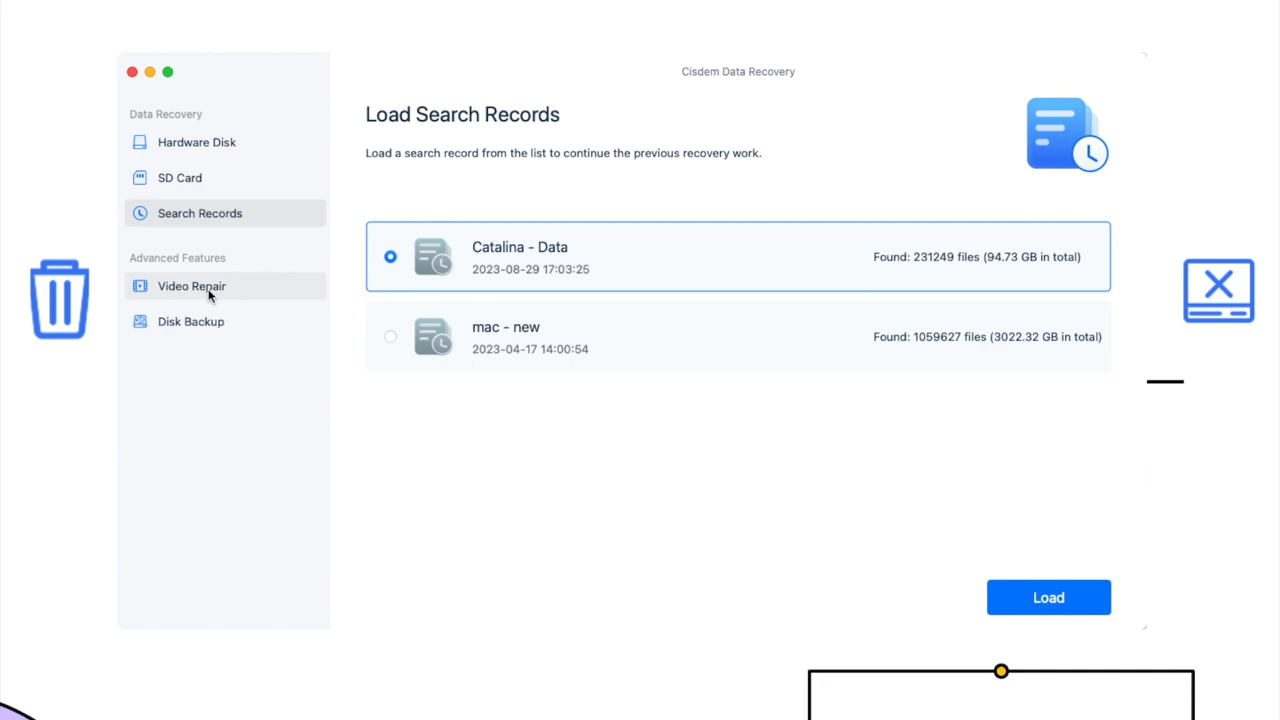 Cisdem Data Recovery
Data Recovery
Hardware Disk
SD Card
Search Records
Advanced Features
Video Repair
Disk Backup
Load Search Records
Load a search record from the list to continue the previous recovery work.
Catalina - Data
2023-08-29 17:03:25
Found: 231249 files (94.73 GB in total)
mac - new
2023-04-17 14:00:54
Found: 1059627 files (3022.32 GB in total)
Load